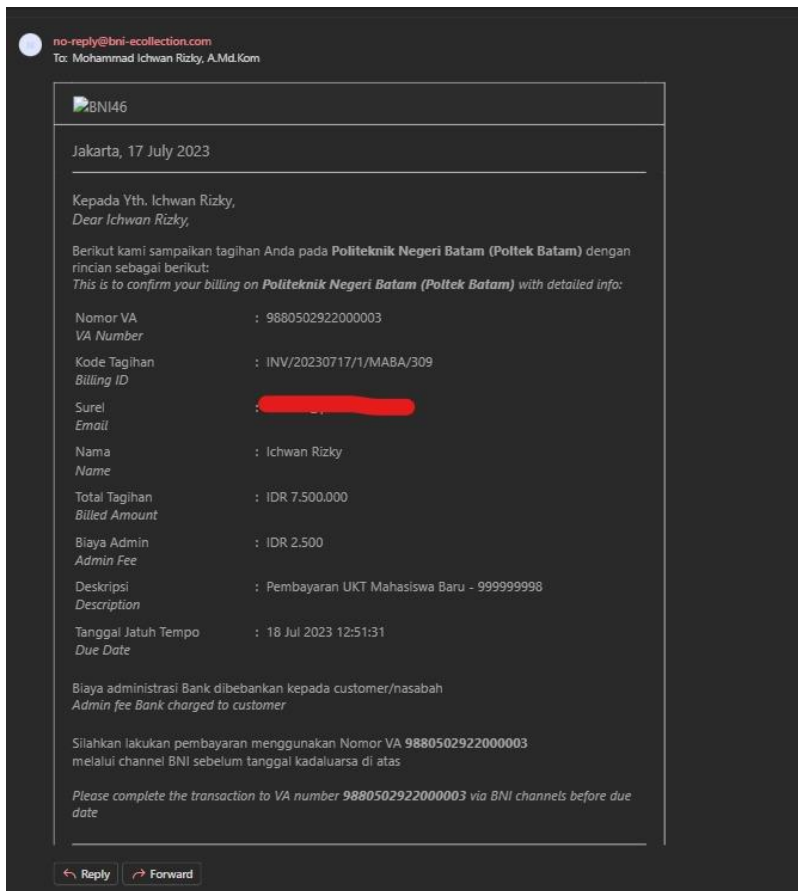 no-reply@bni-ecollection.com
To: Mohammad Ichwan Rizky, A.Md.Kom
BNI46
Jakarta, 17 July 2023
Kepada Yth. Ichwan Rizky,
Dear Ichwan Rizky,
Berikut kami sampaikan tagihan Anda pada Politeknik Negeri Batam (Poltek Batam) dengan
rincian sebagai berikut:
This is to confirm your billing on Politeknik Negeri Batam (Poltek Batam) with detailed info:
Nomor VA : 9880502922000003
VA Number
Kode Tagihan : INV/20230717/1/MABA/309
Billing ID
Surel :
Email
Nama : Ichwan Rizky
Name
Total Tagihan : IDR 7.500.000
Billed Amount
Biaya Admin : IDR 2.500
Admin Fee
Deskripsi : Pembayaran UKT Mahasiswa Baru - 999999998
Description
Tanggal Jatuh Tempo : 18 Jul 2023 12:51:31
Due Date
Biaya administrasi Bank dibebankan kepada customer/nasabah
Admin fee Bank charged to customer
Silahkan lakukan pembayaran menggunakan Nomor VA 9880502922000003
melalui channel BNI sebelum tanggal kadaluarsa di atas
Please complete the transaction to VA number 9880502922000003 via BNI channels before due
date
Reply Forward